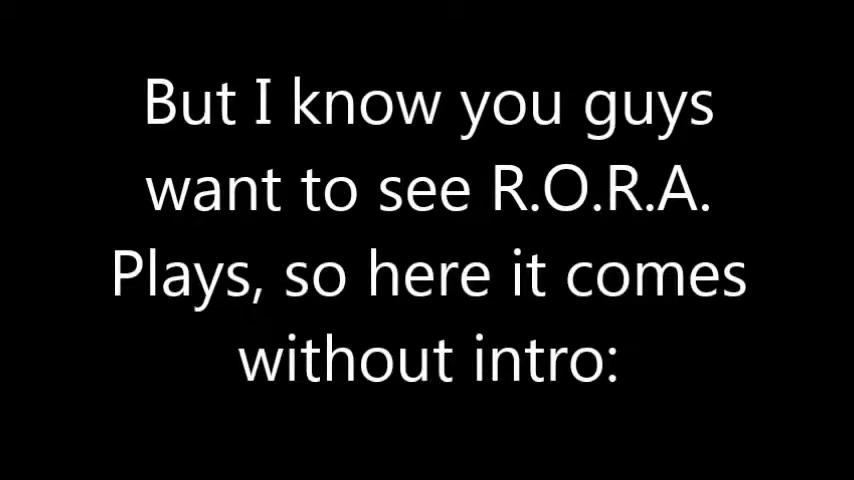 But I know you guys
want to see R.O.R.A.
Plays, so here it comes
without intro: